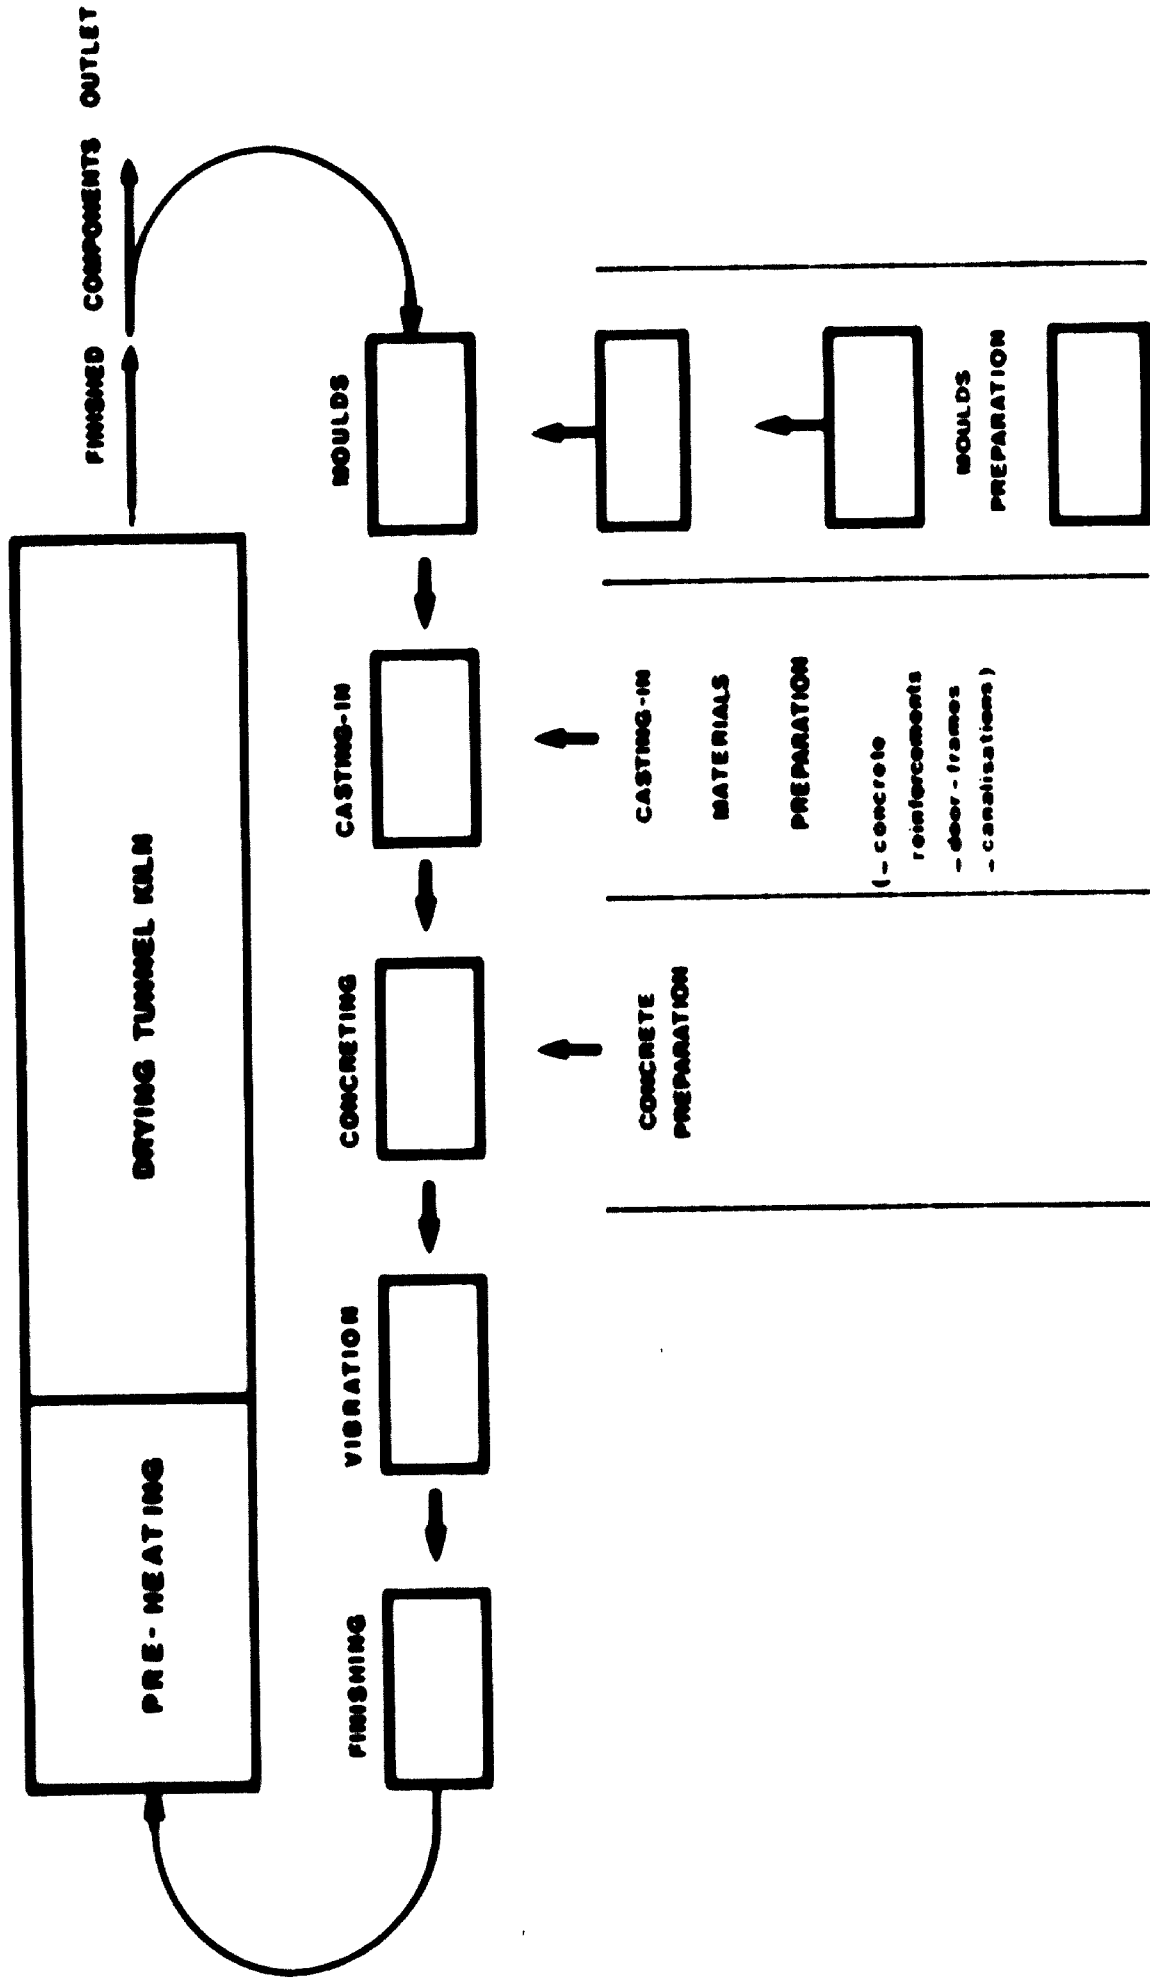 FINISHED COMPONENTS OUTLET
DRYING TUNNEL KILN
PRE-HEATING
MOULDS
CASTING-IN
CONCRETING
VIBRATION
FINISHING
MOULDS
PREPARATION
CASTING-IN
MATERIALS
PREPARATION
(- concrete
reinforcements
- door-frames
- canalisations)
CONCRETE
PREPARATION